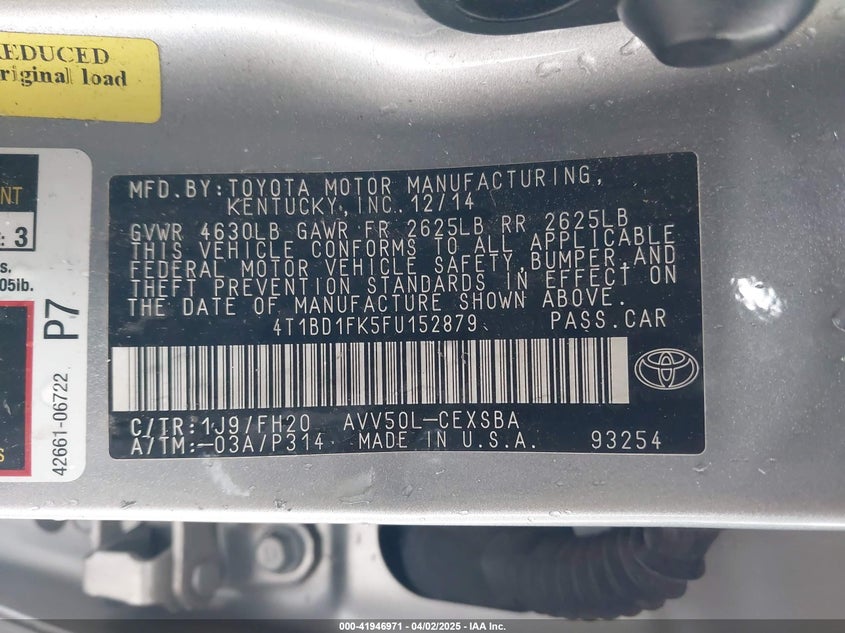 REDUCED
original load
NT
: 3
s.
05lb.
P7
42661-06722
S
MFD.BY:TOYOTA MOTOR MANUFACTURING,
KENTUCKY,INC. 12/14
GVWR 4630LB GAWR FR 2625LB RR 2625LB
THIS VEHICLE CONFORMS TO ALL APPLICABLE
FEDERAL MOTOR VEHICLE SAFETY,BUMPER,AND
THEFT PREVENTION STANDARDS IN EFFECT ON
THE DATE OF MANUFACTURE SHOWN ABOVE.
4T1BD1FK5FU152879 PASS.CAR
C/TR:1J9/FH20 AVV50L-CEXSBA
A/TM:-03A/P314 MADE IN U.S.A. 93254
000-41946971 | 04/02/2025 - IAA Inc.